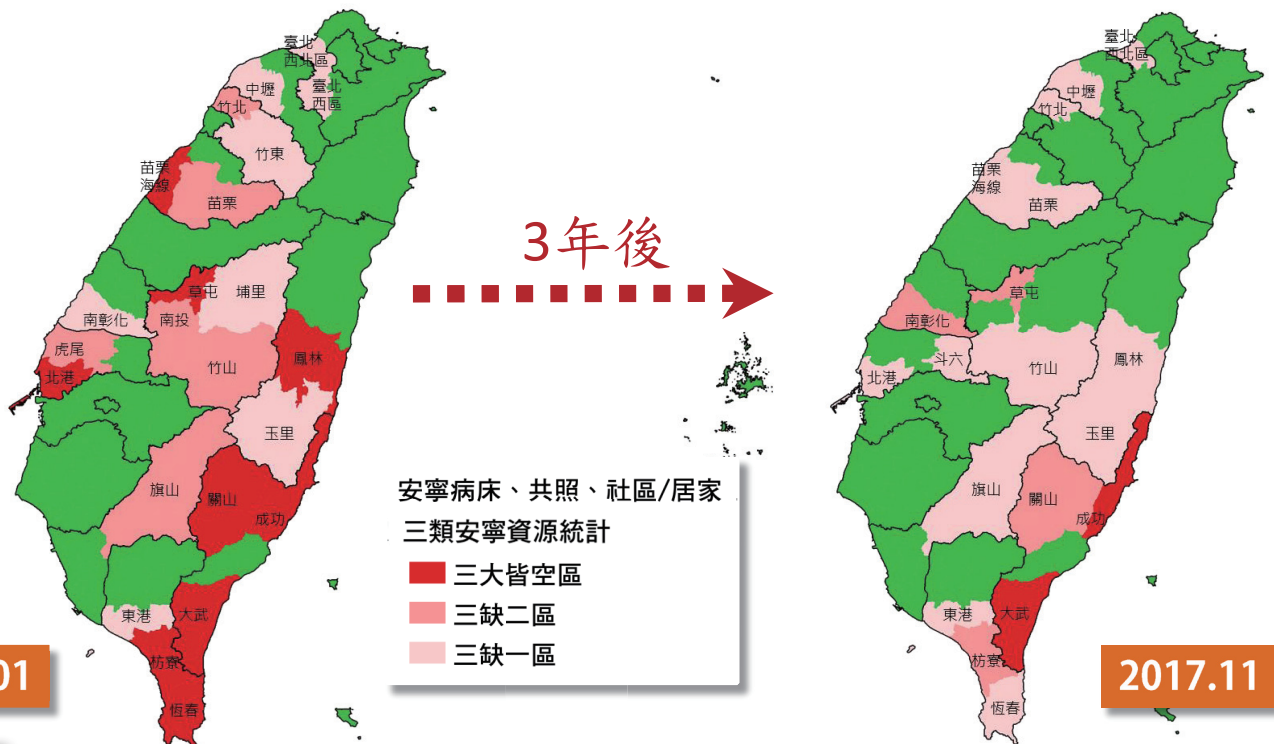 臺北
西北區
臺北
西區
中壢
竹北
竹東
苗栗
海線
苗栗
草屯
埔里
南彰化
南投
虎尾
竹山
鳳林
北港
玉里
旗山
關山
成功
東港
大武
枋寮
恆春
01
3年後
安寧病床、共照、社區/居家
三類安寧資源統計
三大皆空區
三缺二區
三缺一區
臺北
西北區
中壢
竹北
苗栗
海線
苗栗
草屯
南彰化
斗六
竹山
鳳林
北港
玉里
旗山
關山
成功
東港
大武
枋寮
恆春
2017.11